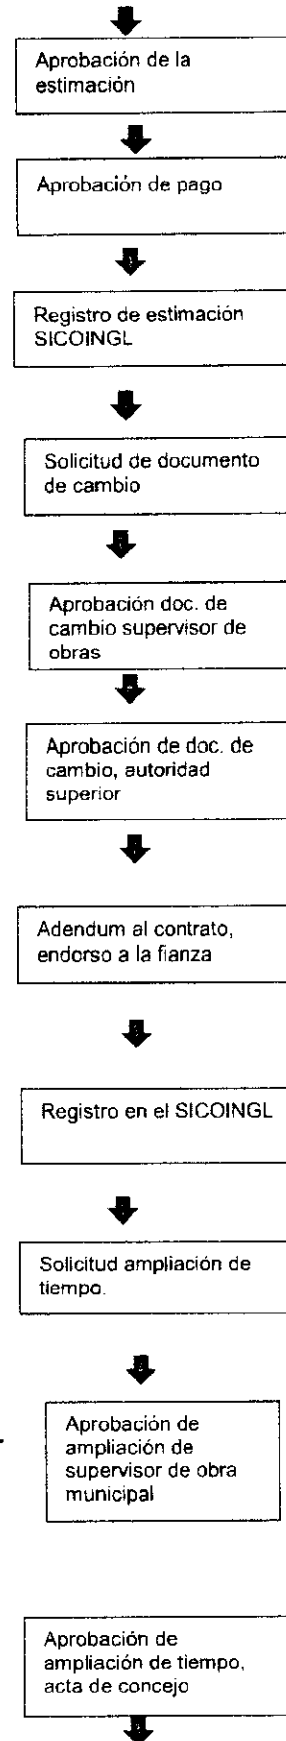 Aprobación de la
estimación
Aprobación de pago
Registro de estimación
SICOINGL
Solicitud de documento
de cambio
Aprobación doc. de
cambio supervisor de
obras
Aprobación de doc. de
cambio, autoridad
superior
Adendum al contrato,
endorso a la fianza
Registro en el SICOINGL
Solicitud ampliación de
tiempo.
Aprobación de
ampliación de
supervisor de obra
municipal
Aprobación de
ampliación de tiempo,
acta de concejo